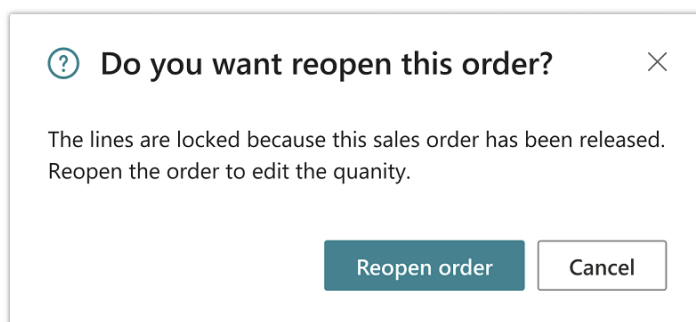 Do you want reopen this order?
The lines are locked because this sales order has been released.
Reopen the order to edit the quanity.
Reopen order
Cancel